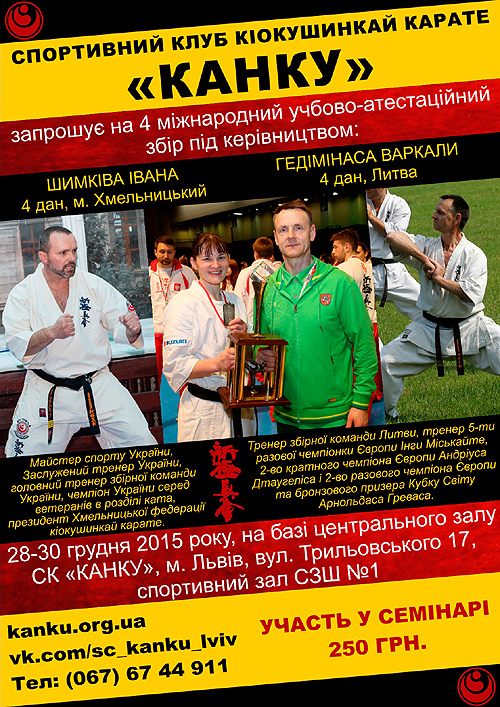 СПОРТИВНИЙ КЛУБ КІОКУШИНКАЙ КАРАТЕ
«КАНКУ»
запрошує на 4 міжнародний учбово-атестаційний
збір під керівництвом:
ШИМКІВА ІВАНА
4 дан, м. Хмельницький
ГЕДІМІНАСА ВАРКАЛИ
4 дан, Литва
SUZUKI
Майстер спорту України,
Заслужений тренер України,
головний тренер збірної команди
України, чемпіон України серед
ветеранів в розділі ката,
президент Хмельницької федерації
кіокушинкай карате.
極真会
Тренер збірної команди Литви, тренер 5-ти
разової чемпіонки Європи Інги Міськайте,
2-во кратного чемпіона Європи Андріуса
Дтаугеліса і 2-во разового чемпіона Європи
та бронзового призера Кубку Світу
Арнольдаса Греваса.
28-30 грудня 2015 року, на базі центрального залу
СК «КАНКУ», м. Львів, вул. Трильовського 17,
спортивний зал СЗШ №1
kanku.org.ua
vk.com/sc_kanku_lviv
Тел: (067) 67 44 911
УЧАСТЬ У СЕМІНАРІ
250 ГРН.